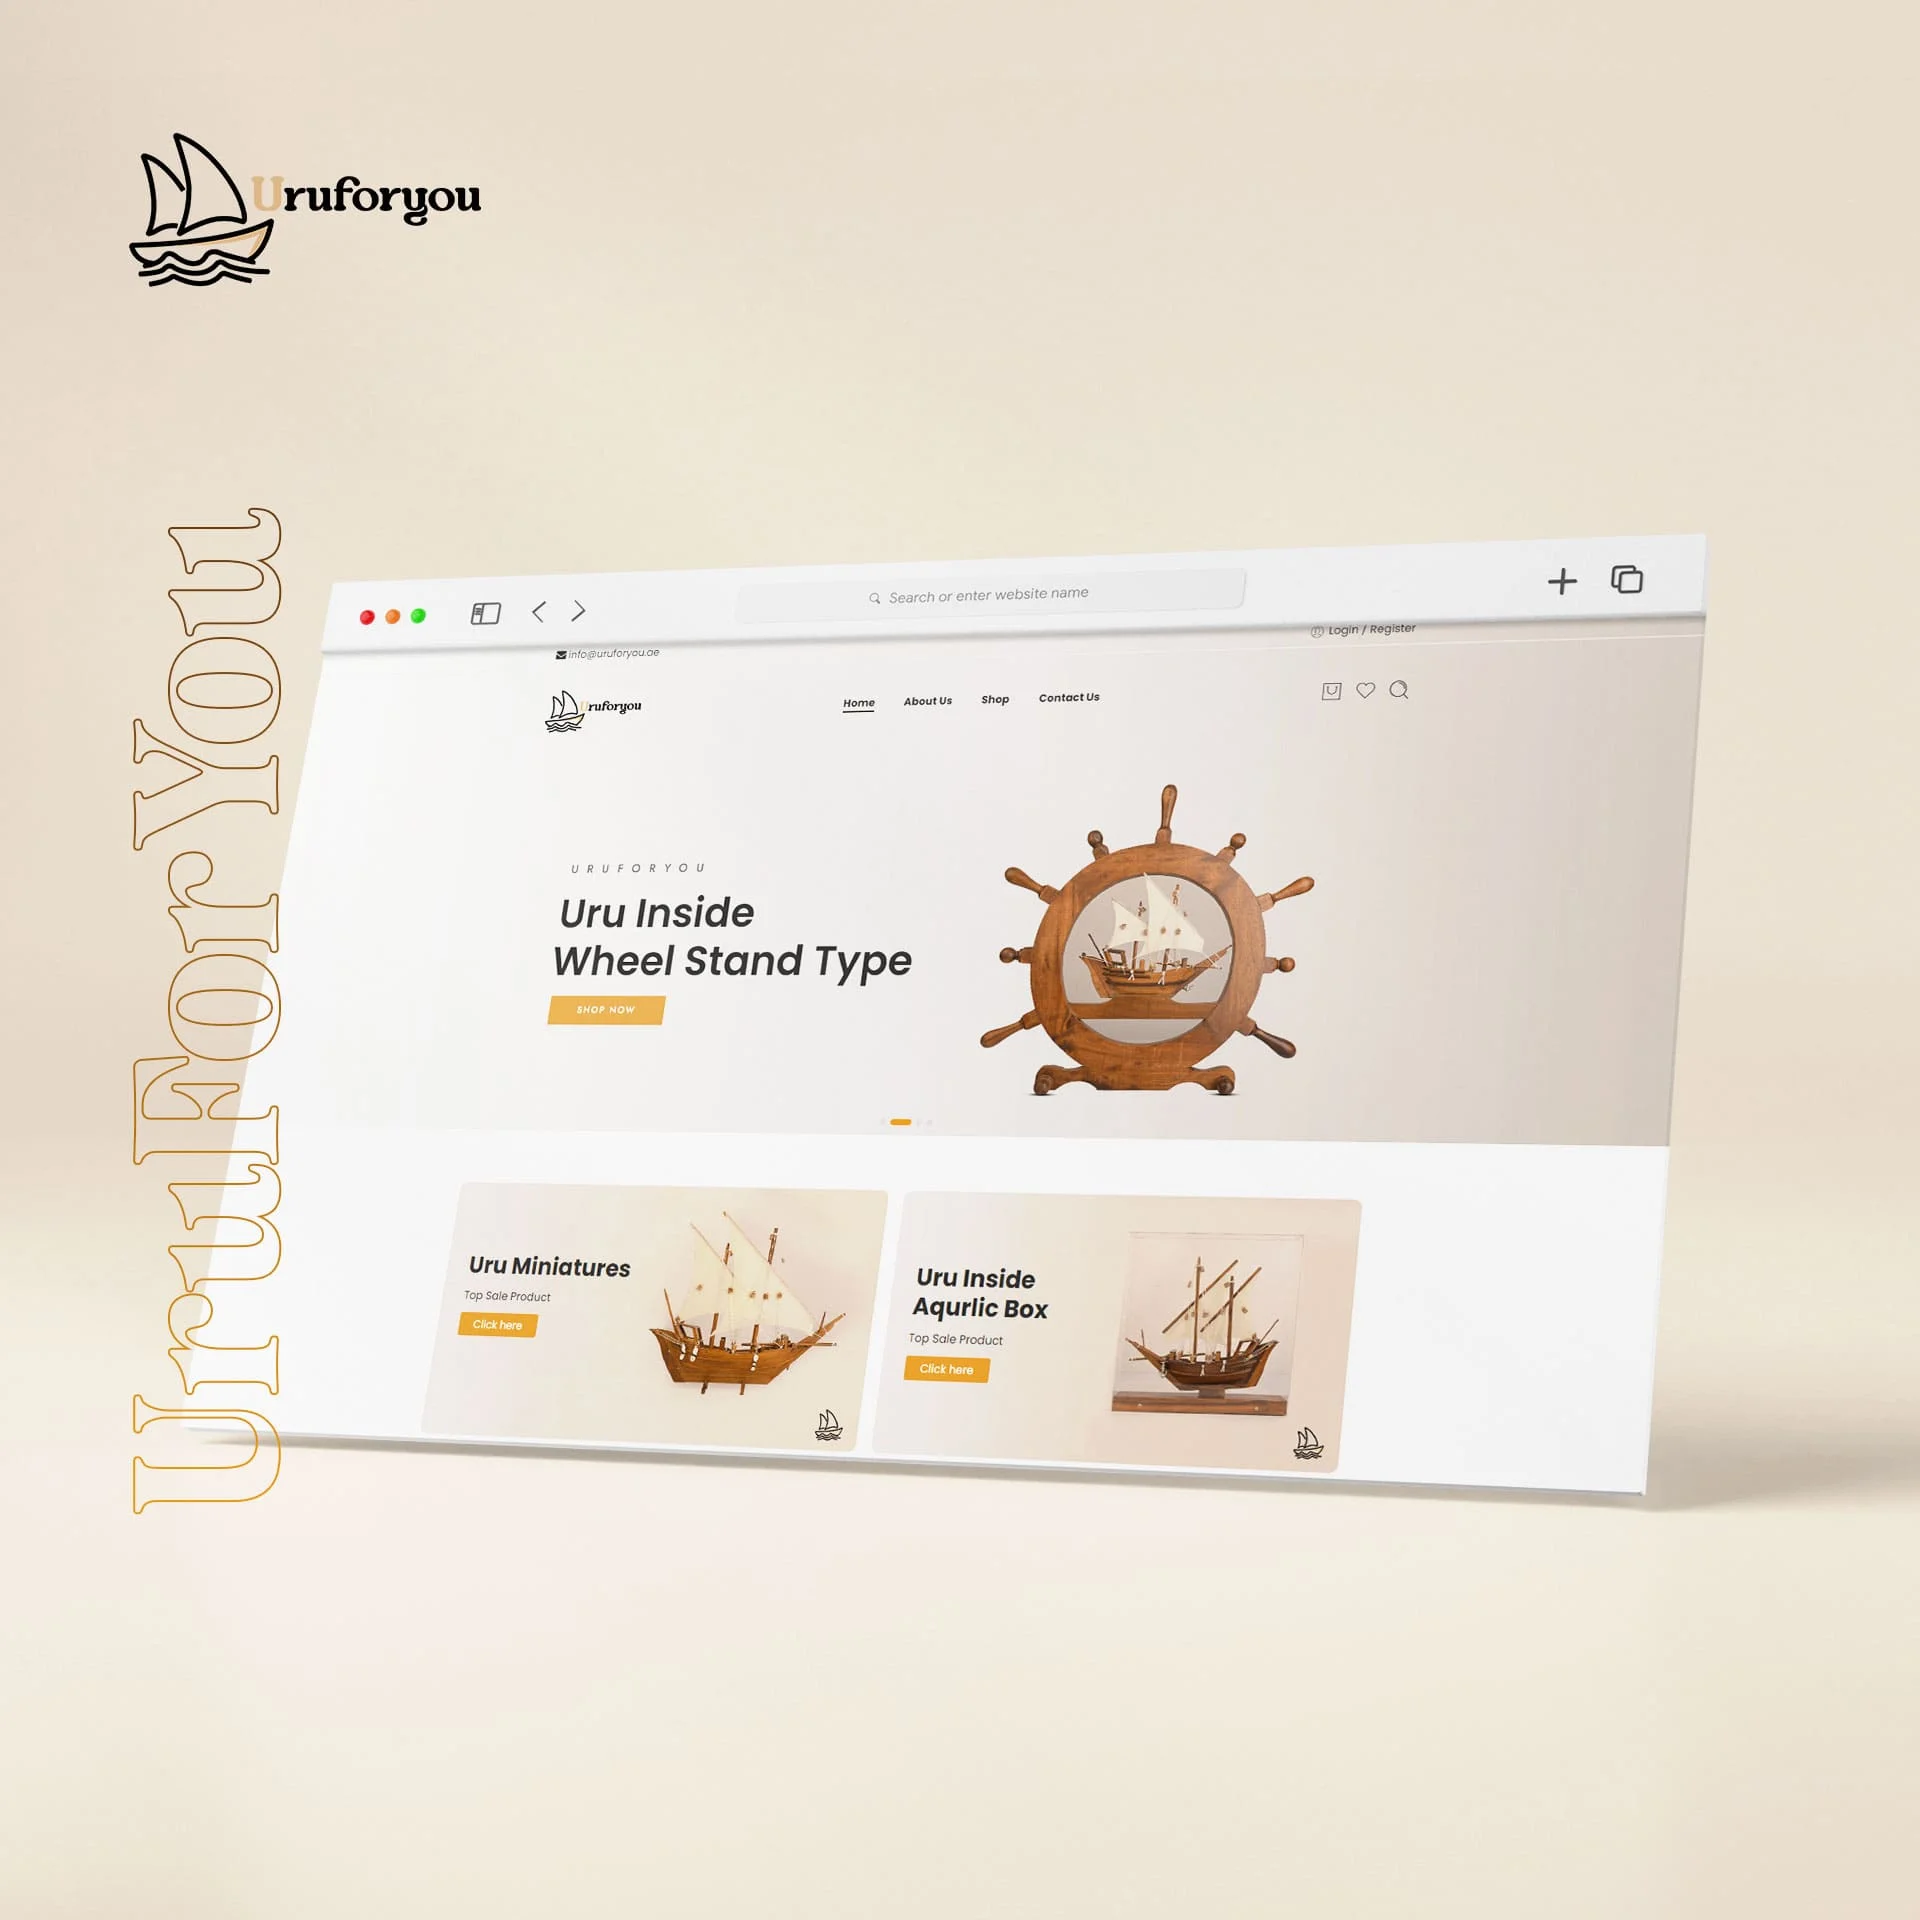 Uruforyou
UruForYou
Search or enter website name
info@uruforyou.ae
Login / Register
Uruforyou
Home
About Us
Shop
Contact Us
URUFORYOU
Uru Inside
Wheel Stand Type
SHOP NOW
Uru Miniatures
Top Sale Product
Click here
Uru Inside
Aqurlic Box
Top Sale Product
Click here